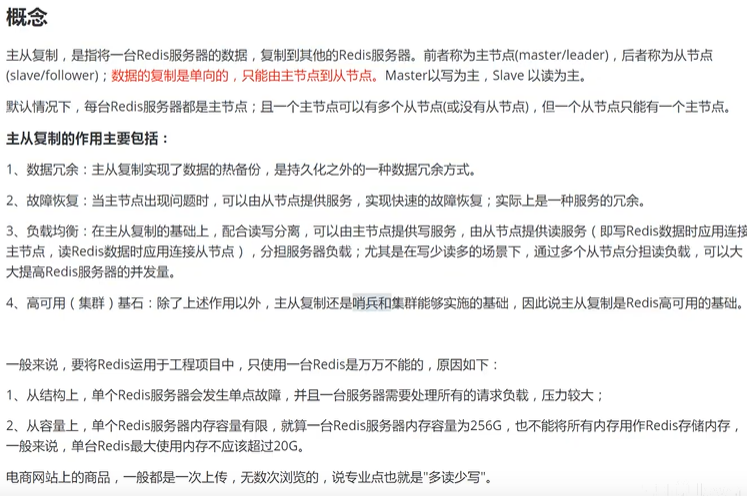 概念
主从复制，是指将一台Redis服务器的数据，复制到其他的Redis服务器。前者称为主节点(master/leader)，后者称为从节点
(slave/follower)；数据的复制是单向的，只能由主节点到从节点。Master以写为主，Slave 以读为主。
默认情况下，每台Redis服务器都是主节点；且一个主节点可以有多个从节点(或没有从节点)，但一个从节点只能有一个主节点。
主从复制的作用主要包括：
1、数据冗余：主从复制实现了数据的热备份，是持久化之外的一种数据冗余方式。
2、故障恢复：当主节点出现问题时，可以由从节点提供服务，实现快速的故障恢复；实际上是一种服务的冗余。
3、负载均衡：在主从复制的基础上，配合读写分离，可以由主节点提供写服务，由从节点提供读服务（即写Redis数据时应用连接
主节点，读Redis数据时应用连接从节点），分担服务器负载；尤其是在写少读多的场景下，通过多个从节点分担读负载，可以大
大提高Redis服务器的并发量。
4、高可用（集群）基石：除了上述作用以外，主从复制还是哨兵和集群能够实施的基础，因此说主从复制是Redis高可用的基础。
一般来说，要将Redis运用于工程项目中，只使用一台Redis是万万不能的，原因如下：
1、从结构上，单个Redis服务器会发生单点故障，并且一台服务器需要处理所有的请求负载，压力较大；
2、从容量上，单个Redis服务器内存容量有限，就算一台Redis服务器内存容量为256G，也不能将所有内存用作Redis存储内存，
一般来说，单台Redis最大使用内存不应该超过20G。
电商网站上的商品，一般都是一次上传，无数次浏览的，说专业点也就是"多读少写"。